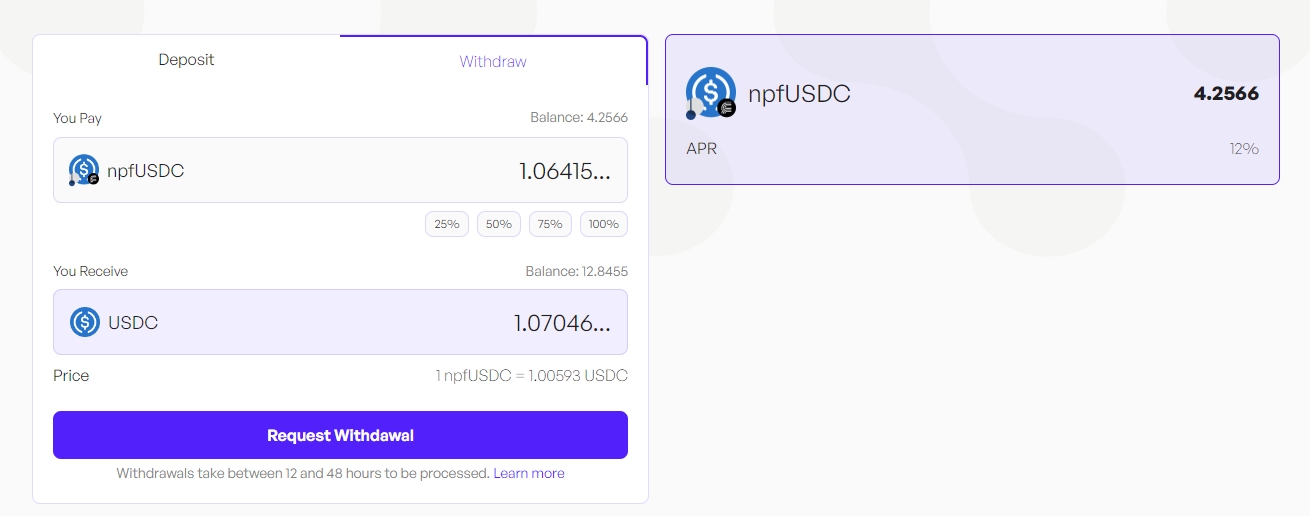 Deposit
Withdraw
You Pay
Balance: 4.2566
npfUSDC
1.06415...
25%
50%
75%
100%
You Receive
Balance: 12.8455
USDC
1.07046...
Price
1 npfUSDC = 1.00593 USDC
Request Withdawal
Withdrawals take between 12 and 48 hours to be processed. Learn more
npfUSDC
4.2566
APR
12%